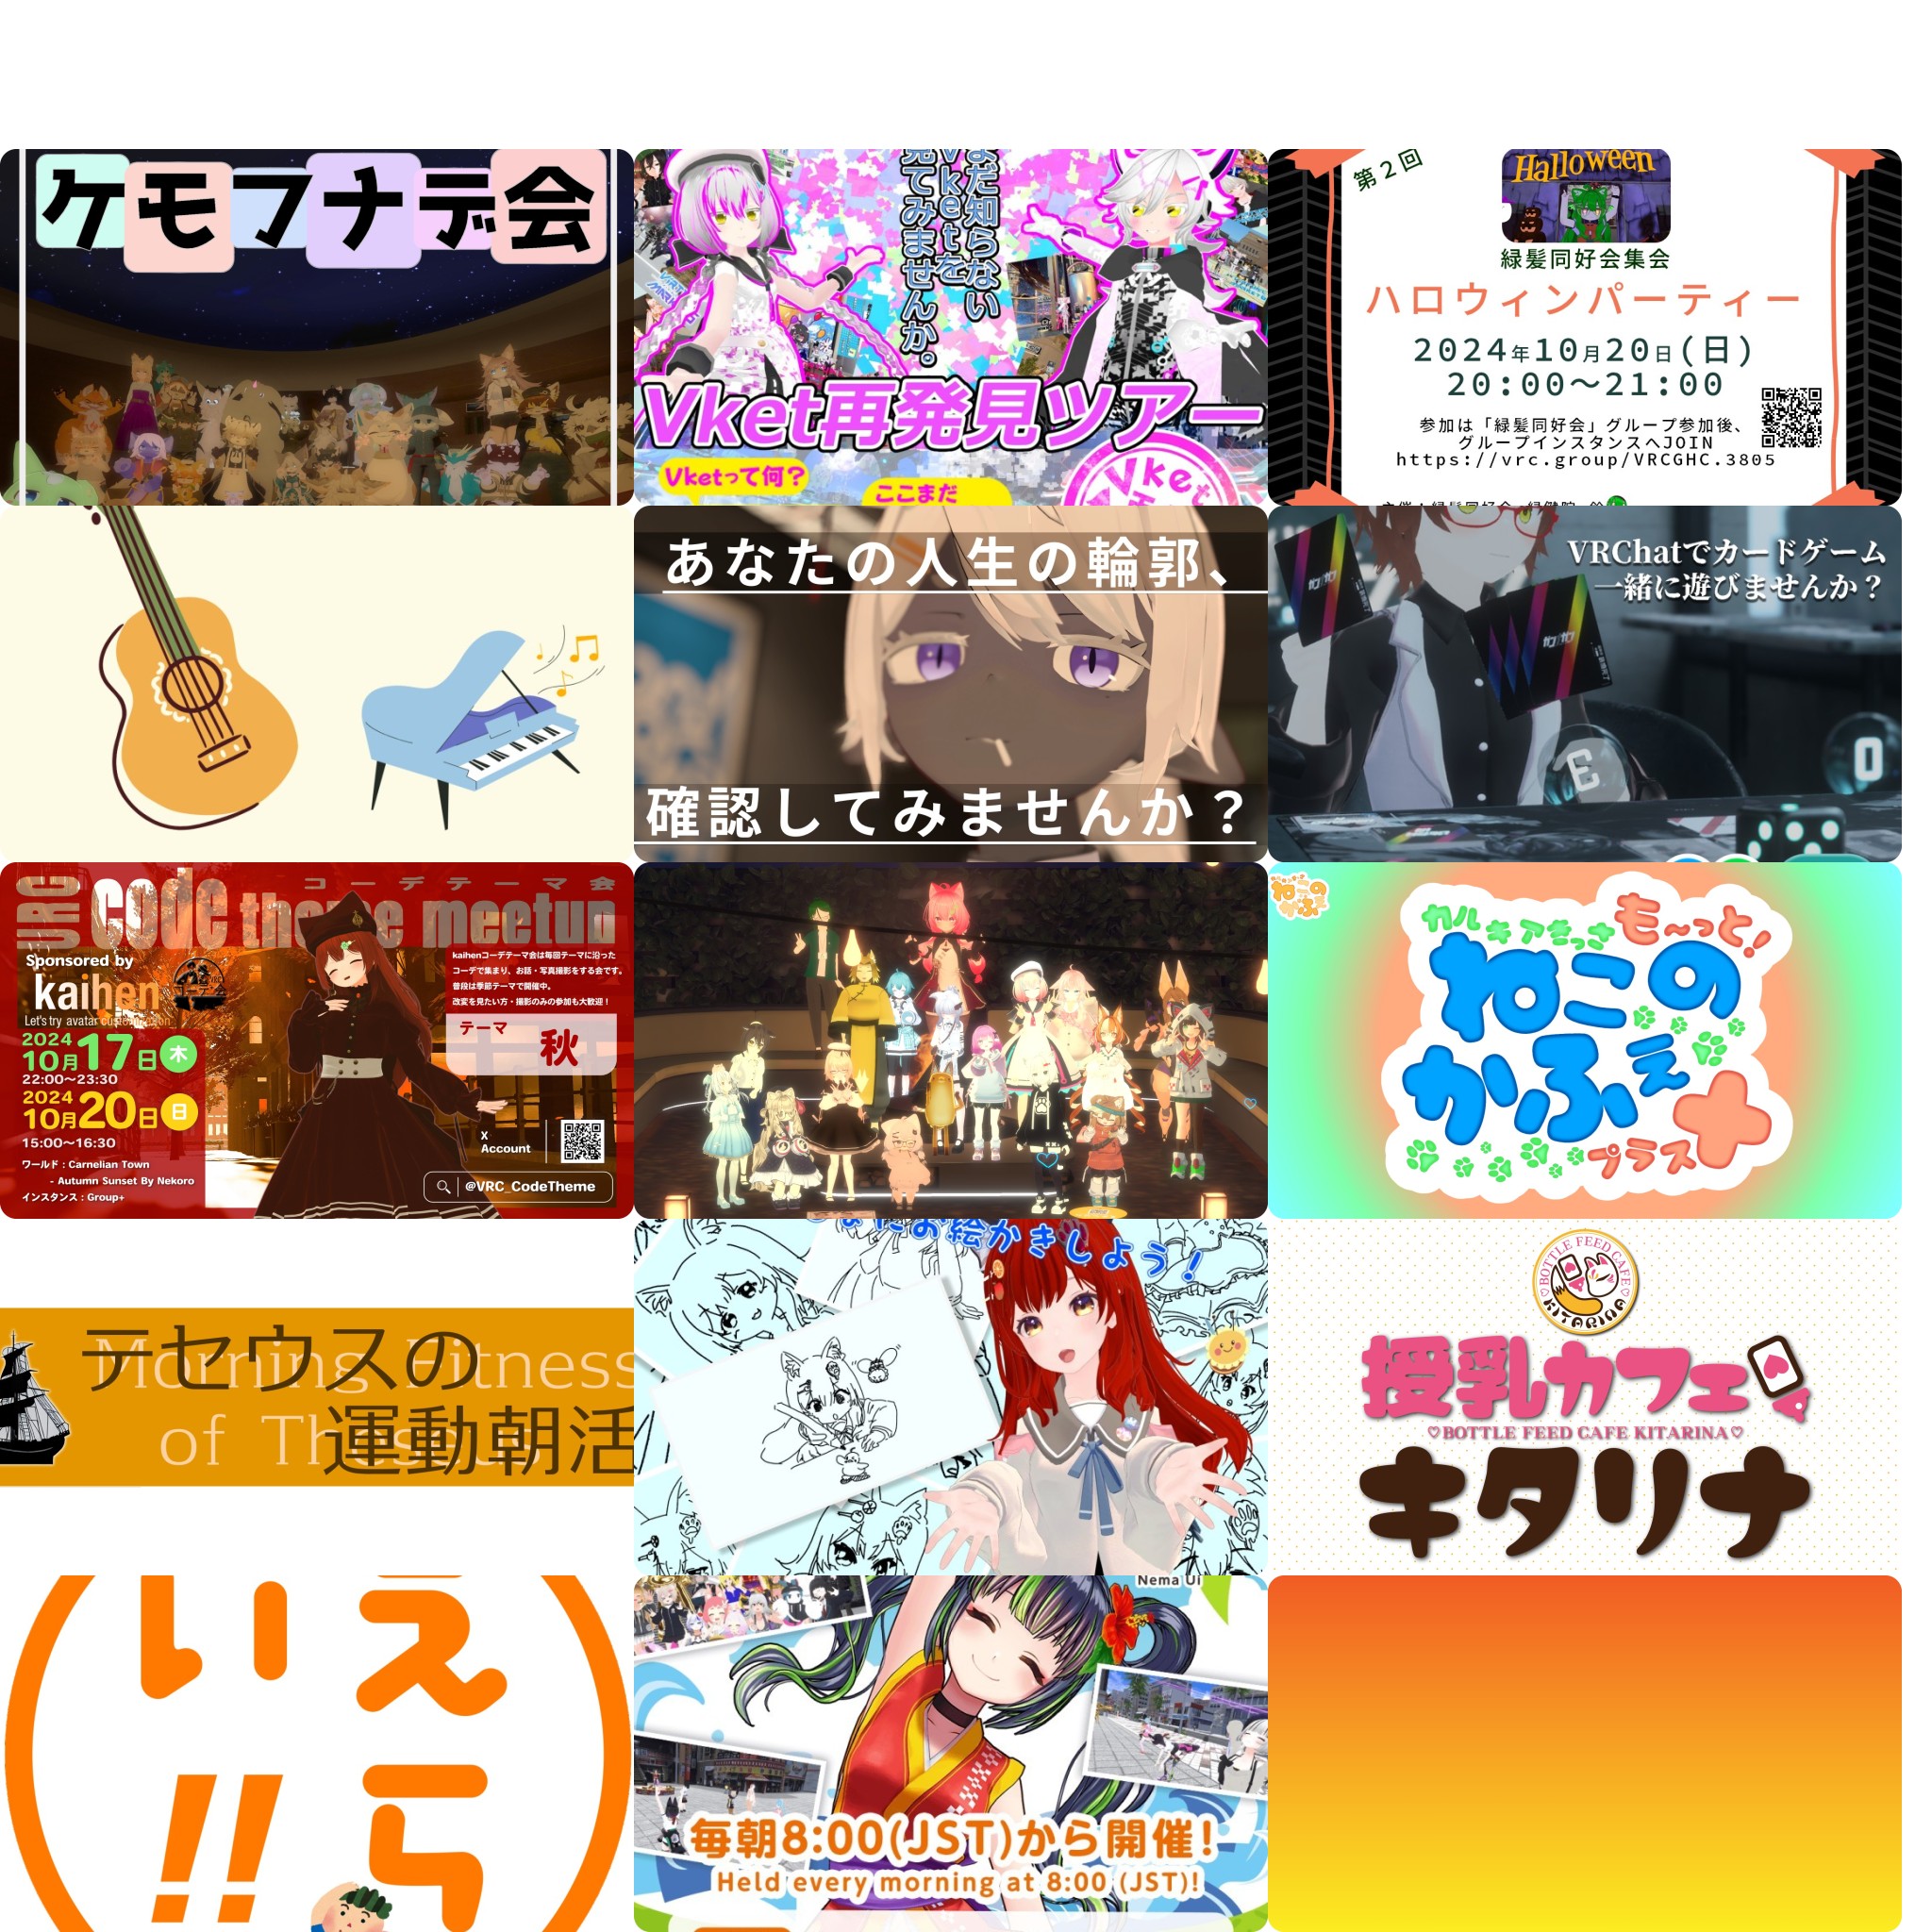 ケモフナデ会
まだ知らない
Vketを
見てみませんか。
Vket再発見ツアー
Vketって何?
ここまだ
Vket
第2回
Halloween
緑髪同好会集会
ハロウィンパーティー
2024年10月20日(日)
20:00〜21:00
参加は「緑髪同好会」グループ参加後、
グループインスタンスへJOIN
https://vrc.group/VRCGHC.3805
あなたの人生の輪郭、
確認してみませんか?
VRChatでカードゲーム
一緒に遊びませんか?
コーデテーマ会
VRC code theme meetup
Sponsored by
kaihen
Let's try avatar customization
kaihenコーデテーマ会は毎回テーマに沿った
コーデで集まり、お話・写真撮影をする会です。
普段は季節テーマで開催中。
改変を見たい方・撮影のみの参加も大歓迎!
テーマ
秋
2024
10月17日木
22:00〜23:30
2024
10月20日日
15:00〜16:30
ワールド:Carnelian Town
- Autumn Sunset By Nekoro
インスタンス:Group+
X
Account
@VRC_CodeTheme
ねこの
かふぇ
カルキアきっさ
も〜っと!
ねこの
かふぇ
プラス+
Morning Fitness
of Theseus
テセウスの
運動朝活
お絵かきしよう!
BOTTLE FEED CAFE
KITARINA
授乳カフェ
♡BOTTLE FEED CAFE KITARINA♡
キタリナ
いえ
!!ら
Nema Ui
毎朝8:00(JST)から開催!
Held every morning at 8:00 (JST)!